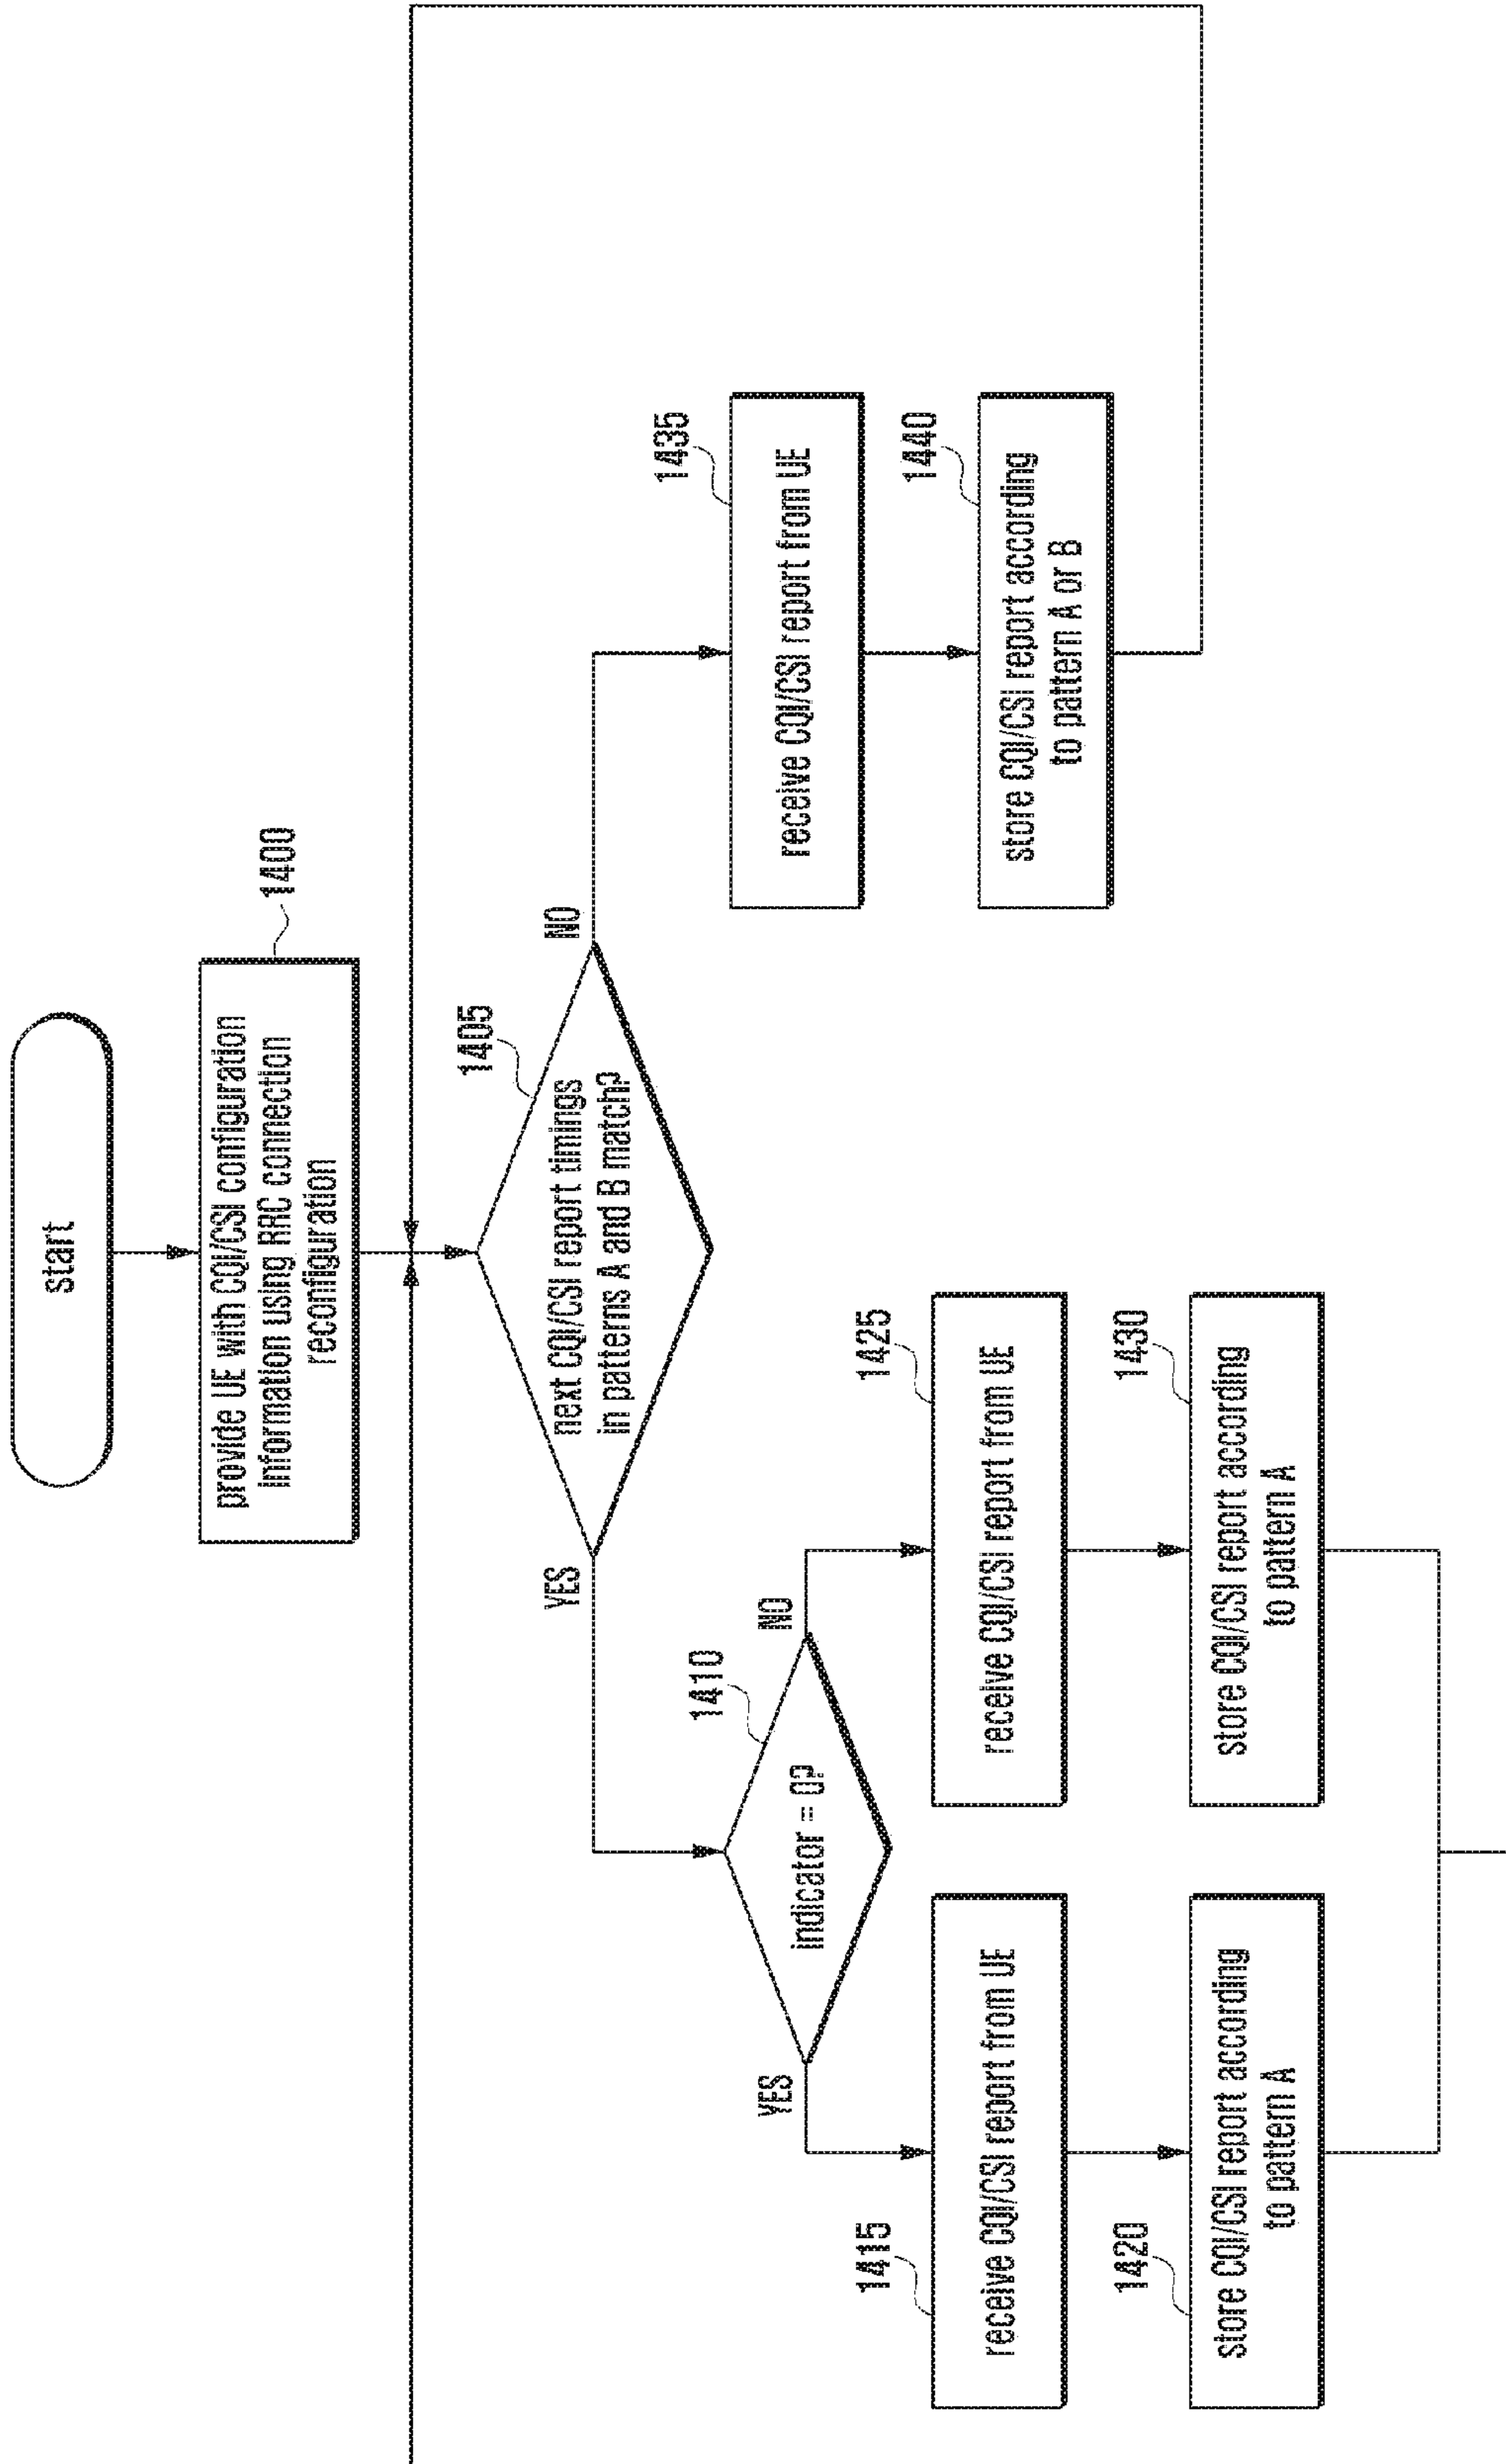 start
provide UE with CQI/CSI configuration
information using RRC connection
reconfiguration
1400
next CQI/CSI report timings
in patterns A and B match?
1405
YES
NO
indicator = 0?
1410
YES
NO
receive CQI/CSI report from UE
1415
store CQI/CSI report according
to pattern A
1420
receive CQI/CSI report from UE
1425
store CQI/CSI report according
to pattern A
1430
receive CQI/CSI report from UE
1435
store CQI/CSI report according
to pattern A or B
1440